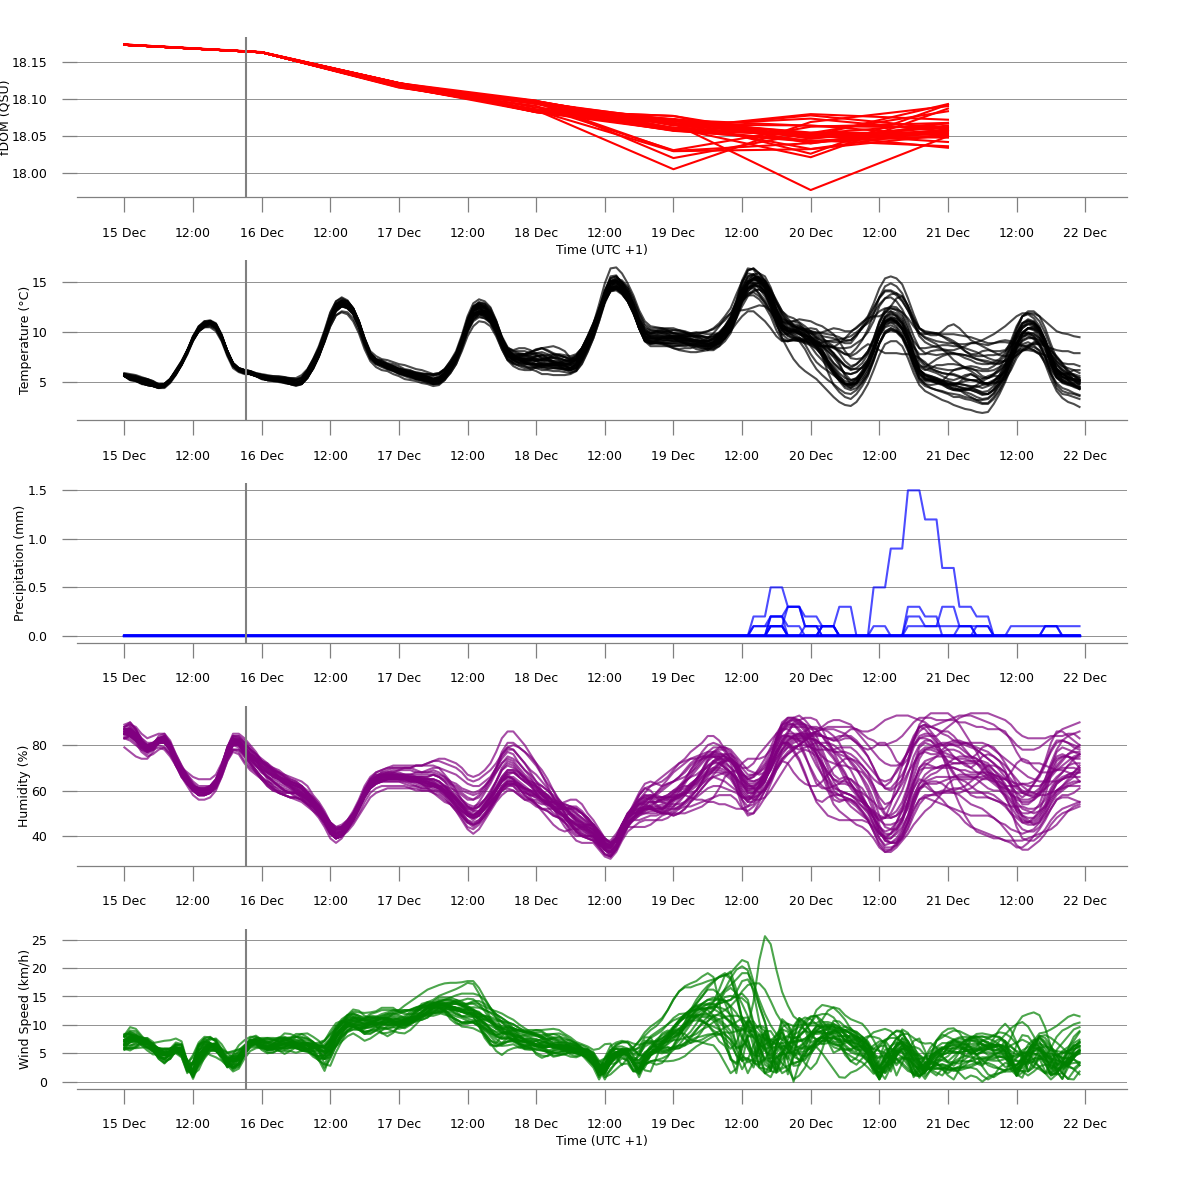 fDOM (QSU)
18.15
18.10
18.05
18.00
15 Dec 12:00 16 Dec 12:00 17 Dec 12:00 18 Dec 12:00 19 Dec 12:00 20 Dec 12:00 21 Dec 12:00 22 Dec
Time (UTC +1)
Temperature (°C)
15
10
5
15 Dec 12:00 16 Dec 12:00 17 Dec 12:00 18 Dec 12:00 19 Dec 12:00 20 Dec 12:00 21 Dec 12:00 22 Dec
Precipitation (mm)
1.5
1.0
0.5
0.0
15 Dec 12:00 16 Dec 12:00 17 Dec 12:00 18 Dec 12:00 19 Dec 12:00 20 Dec 12:00 21 Dec 12:00 22 Dec
Humidity (%)
80
60
40
15 Dec 12:00 16 Dec 12:00 17 Dec 12:00 18 Dec 12:00 19 Dec 12:00 20 Dec 12:00 21 Dec 12:00 22 Dec
Wind Speed (km/h)
25
20
15
10
5
0
15 Dec 12:00 16 Dec 12:00 17 Dec 12:00 18 Dec 12:00 19 Dec 12:00 20 Dec 12:00 21 Dec 12:00 22 Dec
Time (UTC +1)